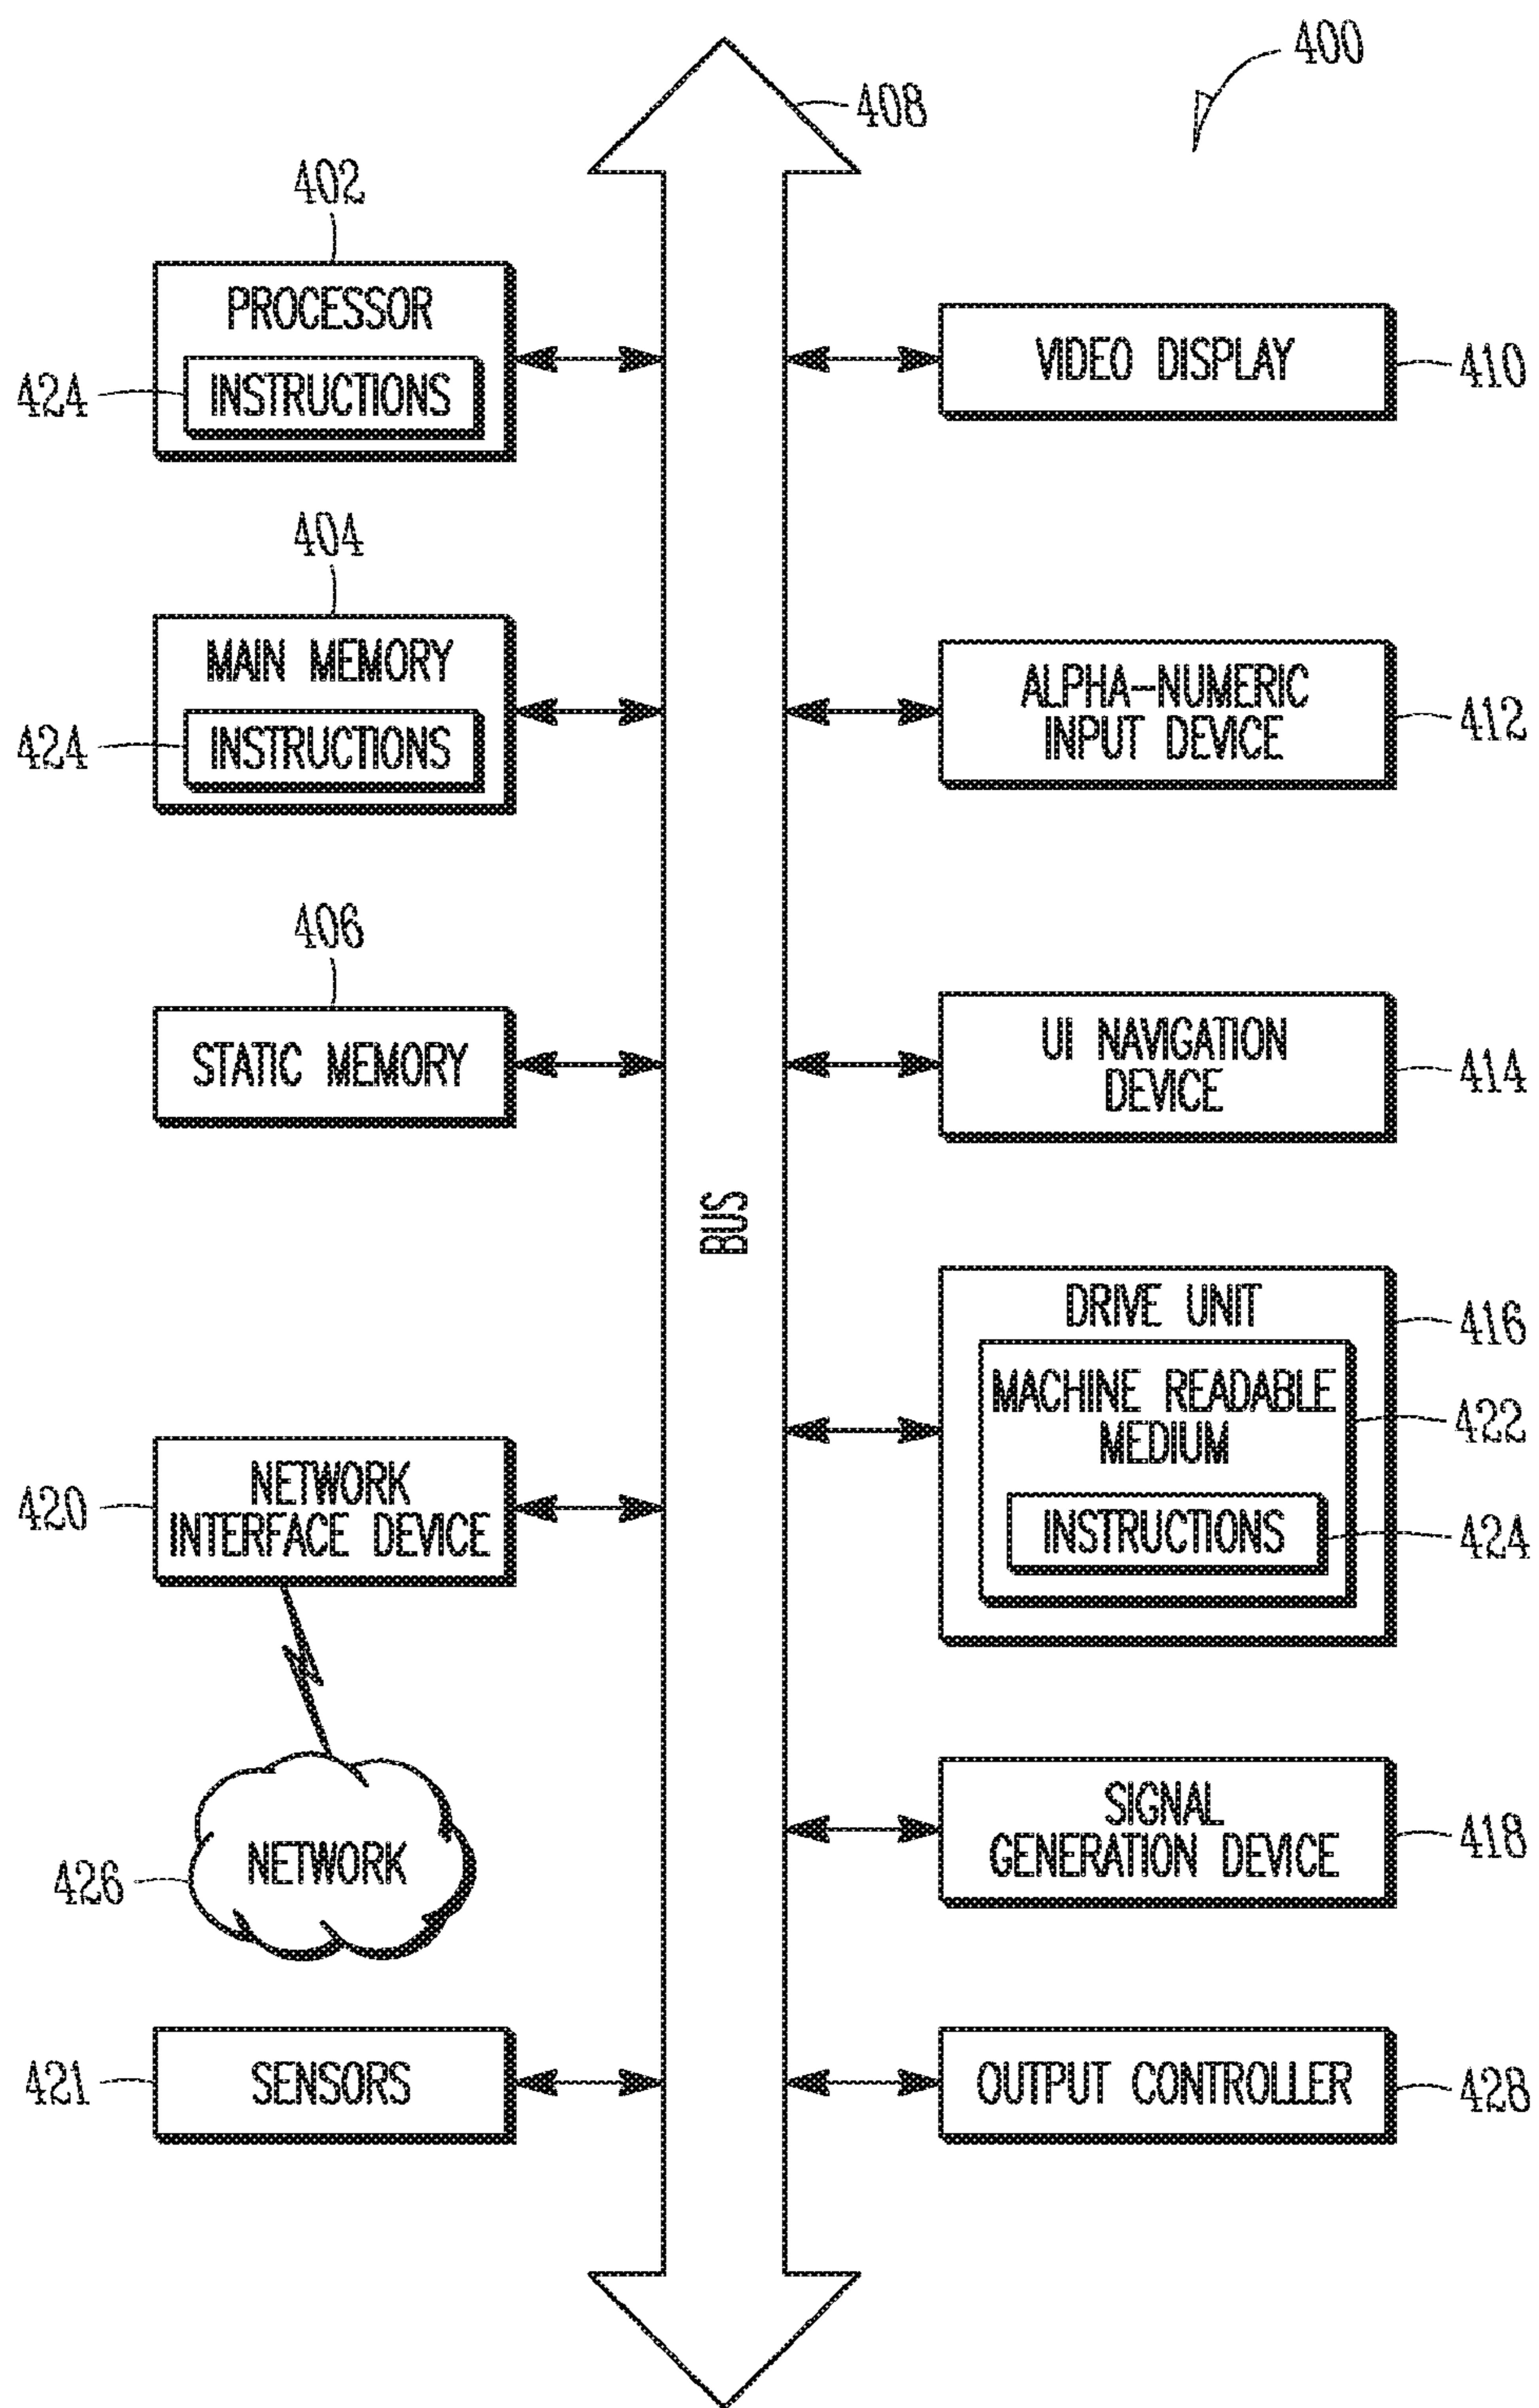 400
408
402
PROCESSOR
424
INSTRUCTIONS
VIDEO DISPLAY
410
404
MAIN MEMORY
424
INSTRUCTIONS
ALPHA-NUMERIC
INPUT DEVICE
412
406
STATIC MEMORY
UI NAVIGATION
DEVICE
414
BUS
DRIVE UNIT
416
MACHINE READABLE
MEDIUM
422
INSTRUCTIONS
424
420
NETWORK
INTERFACE DEVICE
426
NETWORK
SIGNAL
GENERATION DEVICE
418
421
SENSORS
OUTPUT CONTROLLER
428